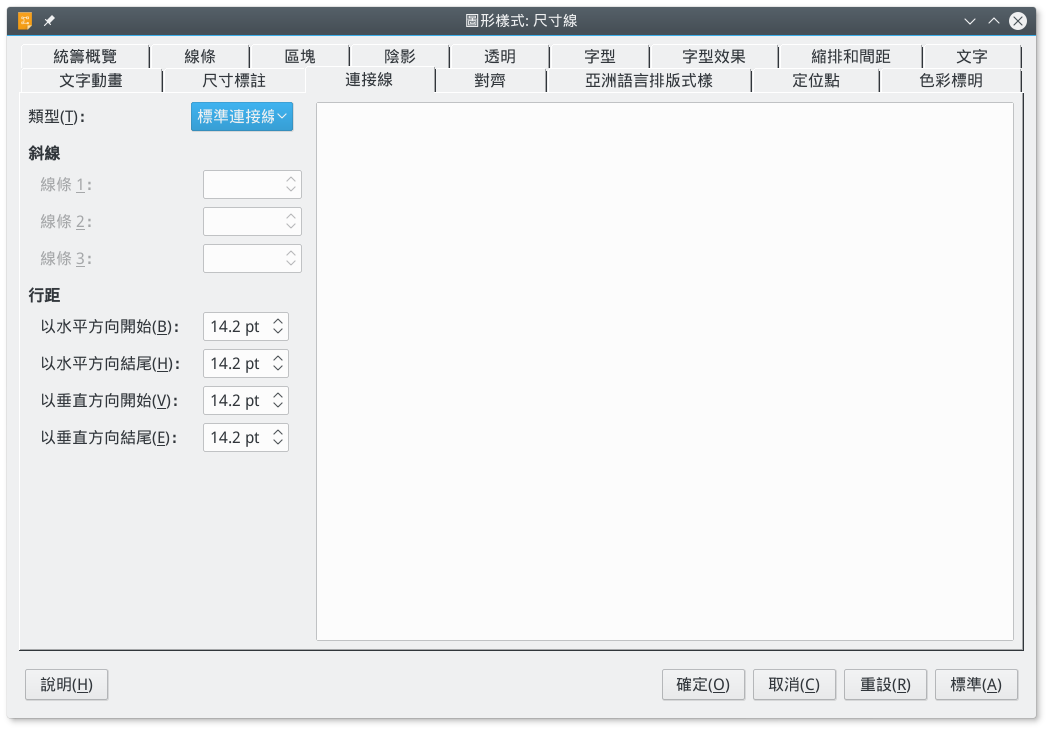 圖形樣式: 尺寸線
統籌概覽 線條 區塊 陰影 透明 字型 字型效果 縮排和間距 文字
文字動畫 尺寸標註 連接線 對齊 亞洲語言排版式樣 定位點 色彩標明
類型(T): 標準連接線
斜線
線條 1:
線條 2:
線條 3:
行距
以水平方向開始(B): 14.2 pt
以水平方向結尾(H): 14.2 pt
以垂直方向開始(V): 14.2 pt
以垂直方向結尾(E): 14.2 pt
說明(H) 確定(O) 取消(C) 重設(R) 標準(A)